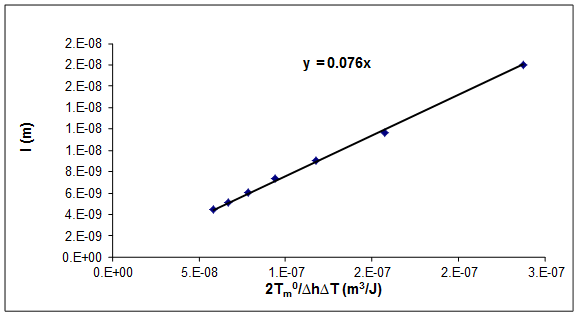 2.E-08
2.E-08
2.E-08
1.E-08
1.E-08
1.E-08
8.E-09
6.E-09
4.E-09
2.E-09
0.E+00
l (m)
y = 0.076x
0.E+00 5.E-08 1.E-07 2.E-07 2.E-07 3.E-07
2Tm⁰/ΔhΔT (m³/J)